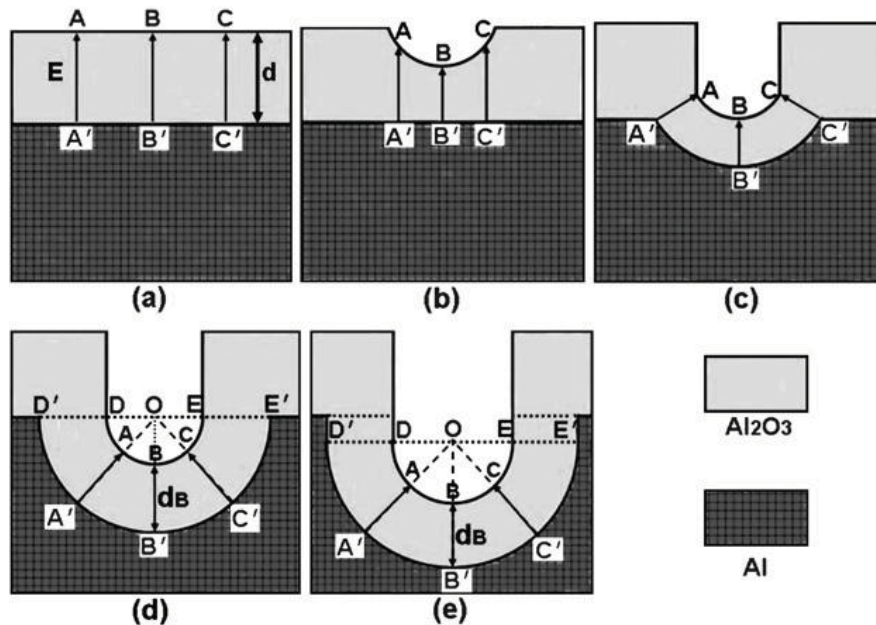 A B C
E d
A′ B′ C′
(a)
A B C
A′ B′ C′
(b)
A B C
A′ C′
B′
(c)
D′ D O E E′
A C
B
dB
A′ C′
B′
(d)
O
D′ D E E′
A C
B
dB
A′ C′
B′
(e)
Al2O3
Al